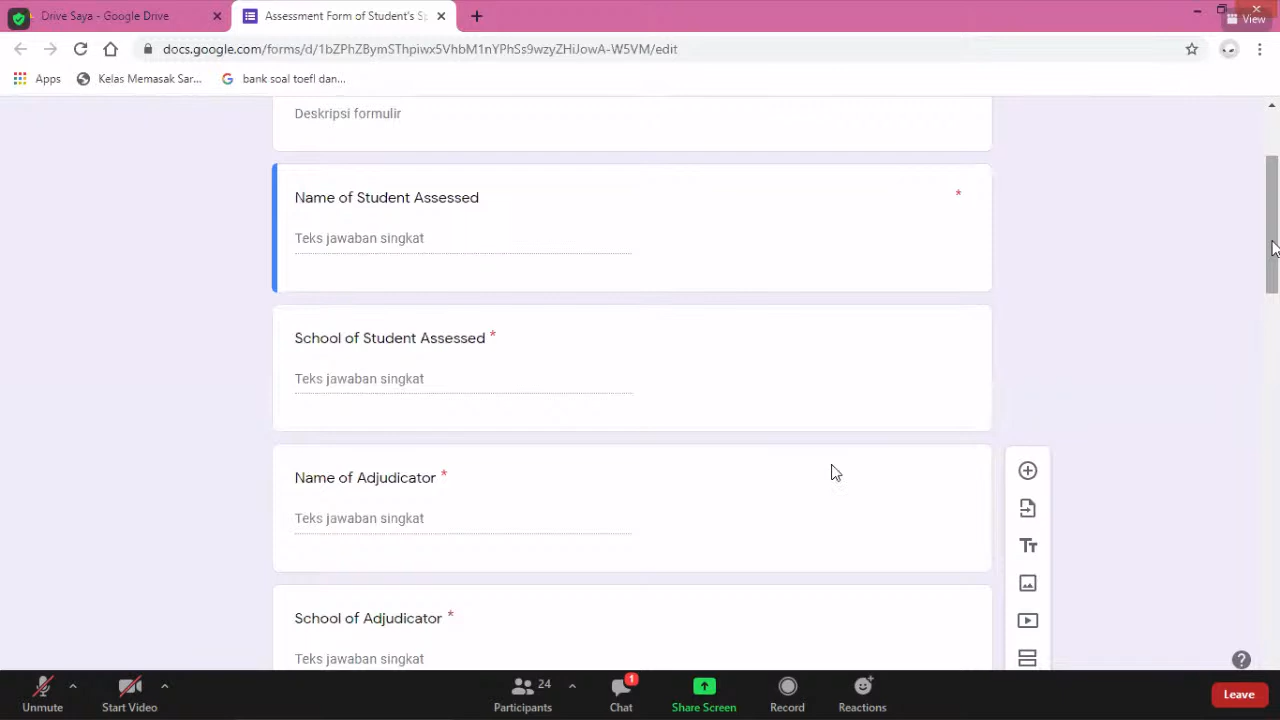 Drive Saya - Google Drive
Assessment Form of Student's S
View
docs.google.com/forms/d/1bZPhZBymSThpiwx5VhbM1nYPhSs9wzyZHiJowA-W5VM/edit
Apps
Kelas Memasak Sar...
bank soal toefl dan...
Deskripsi formulir
Name of Student Assessed *
Teks jawaban singkat
School of Student Assessed *
Teks jawaban singkat
Name of Adjudicator *
Teks jawaban singkat
School of Adjudicator *
Teks jawaban singkat
Tт
24
1
Unmute
Start Video
Participants
Chat
Share Screen
Record
Reactions
Leave